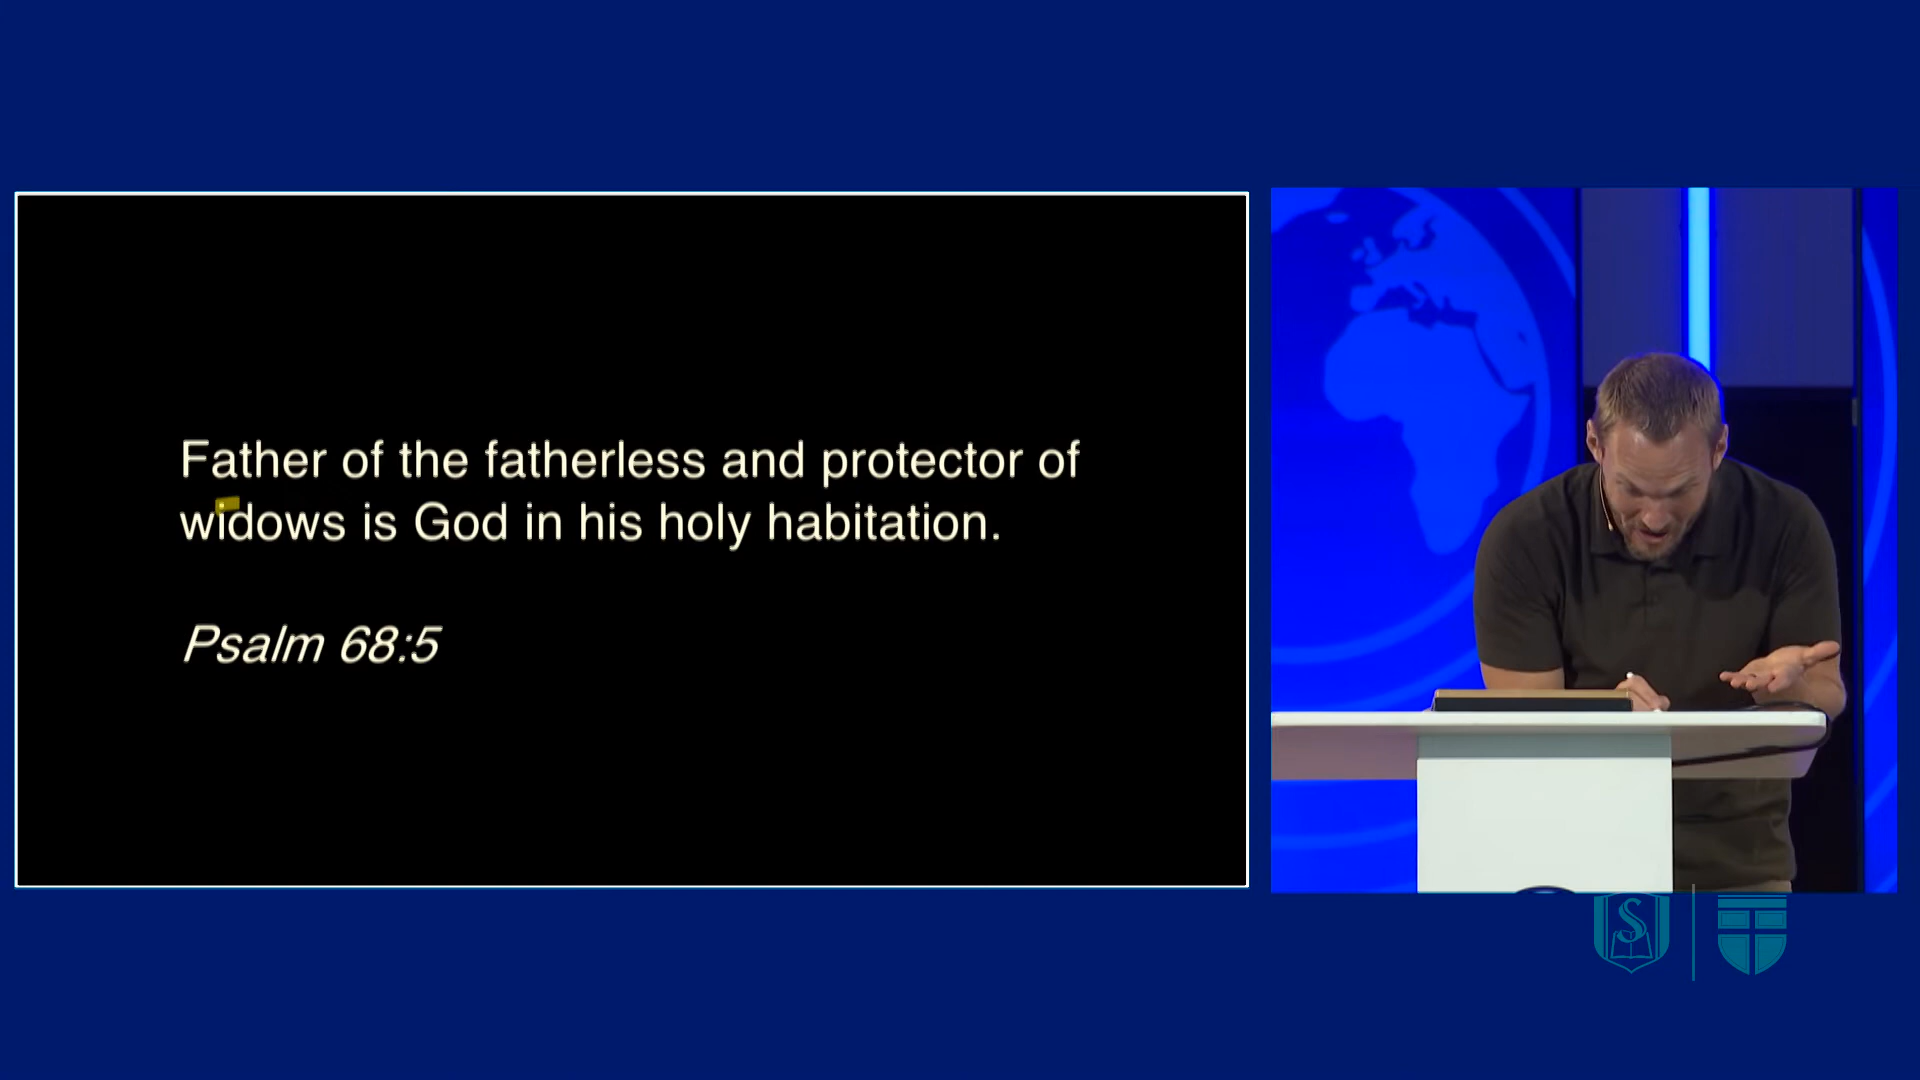 Father of the fatherless and protector of
widows is God in his holy habitation.
Psalm 68:5
S